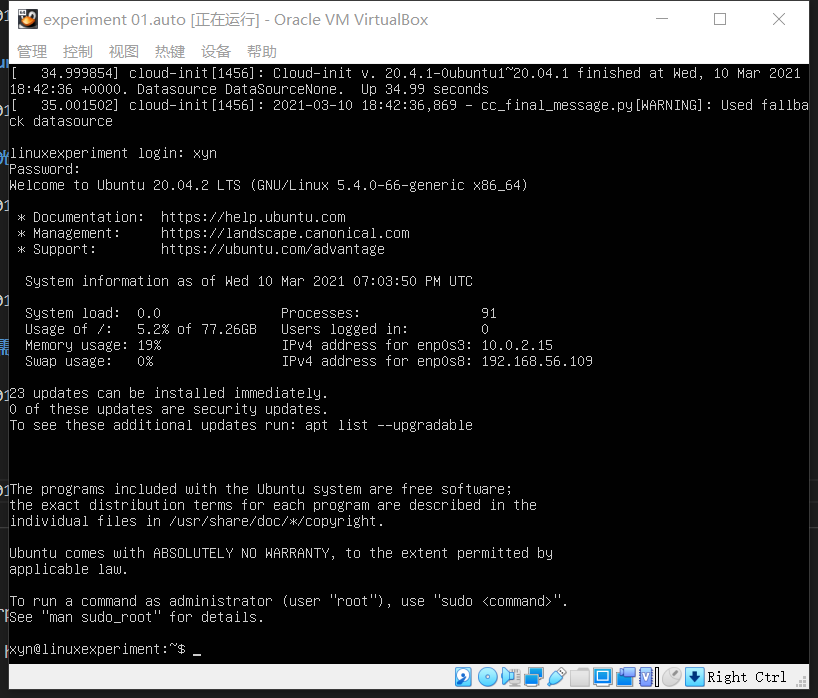 experiment 01.auto [正在运行] - Oracle VM VirtualBox
管理 控制 视图 热键 设备 帮助
[   34.999854] cloud-init[1456]: Cloud-init v. 20.4.1-0ubuntu1~20.04.1 finished at Wed, 10 Mar 2021
18:42:36 +0000. Datasource DataSourceNone.  Up 34.99 seconds
[   35.001502] cloud-init[1456]: 2021-03-10 18:42:36,869 - cc_final_message.py[WARNING]: Used fallba
ck datasource
linuxexperiment login: xyn
Password:
Welcome to Ubuntu 20.04.2 LTS (GNU/Linux 5.4.0-66-generic x86_64)
* Documentation:  https://help.ubuntu.com
* Management:     https://landscape.canonical.com
* Support:        https://ubuntu.com/advantage
System information as of Wed 10 Mar 2021 07:03:50 PM UTC
System load:  0.0               Processes:               91
Usage of /:   5.2% of 77.26GB   Users logged in:         0
Memory usage: 19%               IPv4 address for enp0s3: 10.0.2.15
Swap usage:   0%                IPv4 address for enp0s8: 192.168.56.109
23 updates can be installed immediately.
0 of these updates are security updates.
To see these additional updates run: apt list --upgradable
The programs included with the Ubuntu system are free software;
the exact distribution terms for each program are described in the
individual files in /usr/share/doc/*/copyright.
Ubuntu comes with ABSOLUTELY NO WARRANTY, to the extent permitted by
applicable law.
To run a command as administrator (user "root"), use "sudo <command>".
See "man sudo_root" for details.
xyn@linuxexperiment:~$ _
Right Ctrl